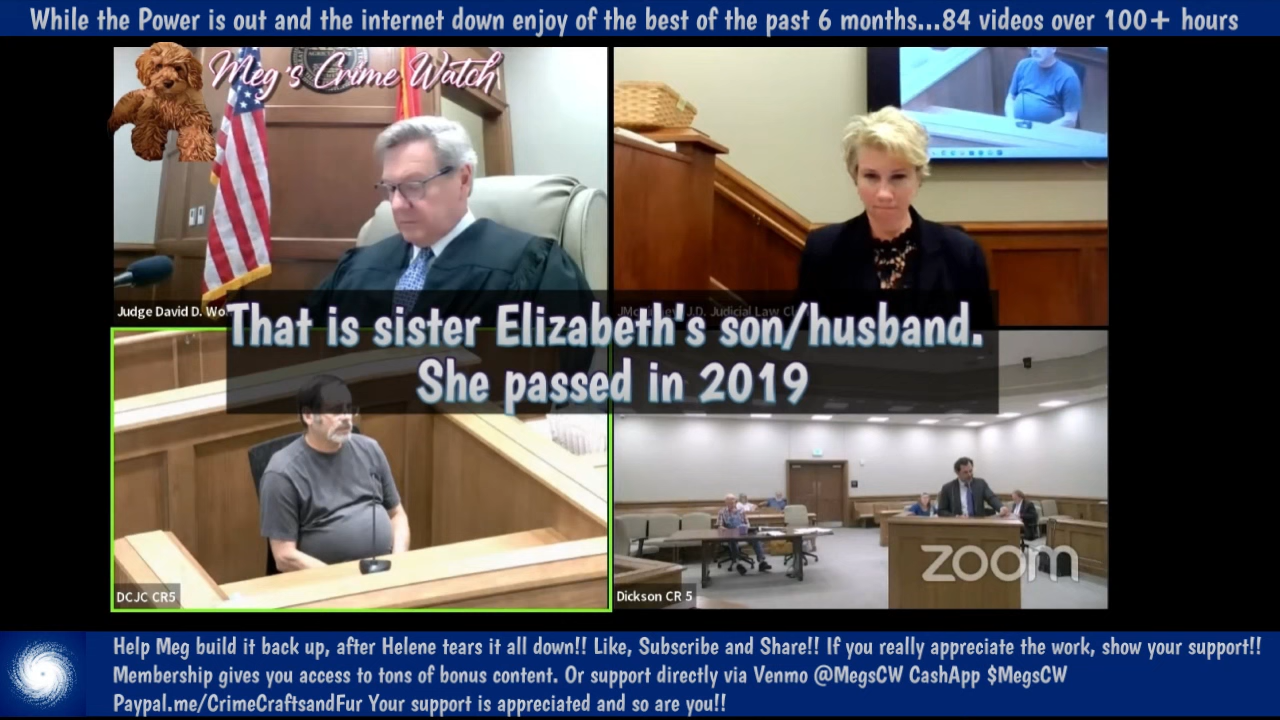 While the Power is out and the internet down enjoy of the best of the past 6 months...84 videos over 100+ hours
Meg's Crime Watch
Judge David D. Wo
J.D. Judicial Law Cl
That is sister Elizabeth's son/husband.
She passed in 2019
zoom
DCJC CR5
Dickson CR 5
Help Meg build it back up, after Helene tears it all down!! Like, Subscribe and Share!! If you really appreciate the work, show your support!!
Membership gives you access to tons of bonus content. Or support directly via Venmo @MegsCW CashApp $MegsCW
Paypal.me/CrimeCraftsandFur Your support is appreciated and so are you!!